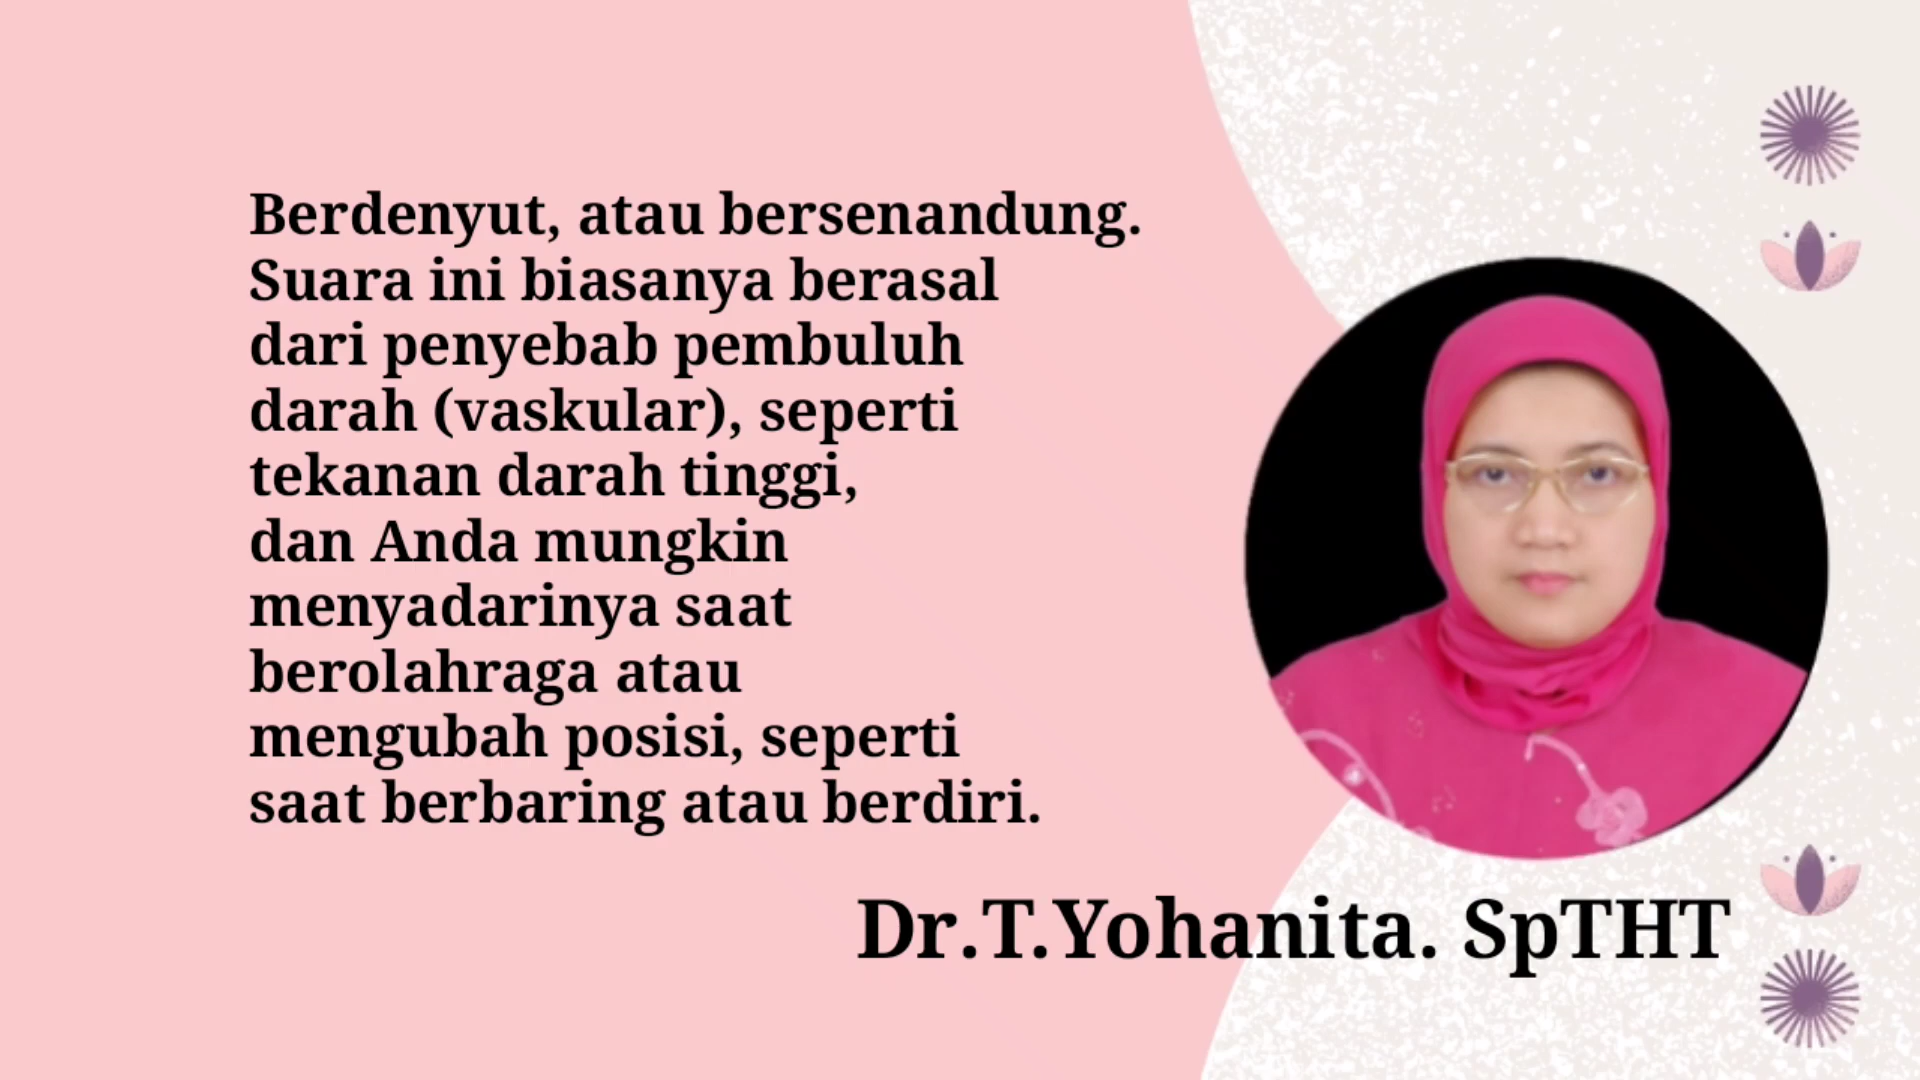 Berdenyut, atau bersenandung.
Suara ini biasanya berasal
dari penyebab pembuluh
darah (vaskular), seperti
tekanan darah tinggi,
dan Anda mungkin
menyadarinya saat
berolahraga atau
mengubah posisi, seperti
saat berbaring atau berdiri.
Dr.T.Yohanita. SpTHT